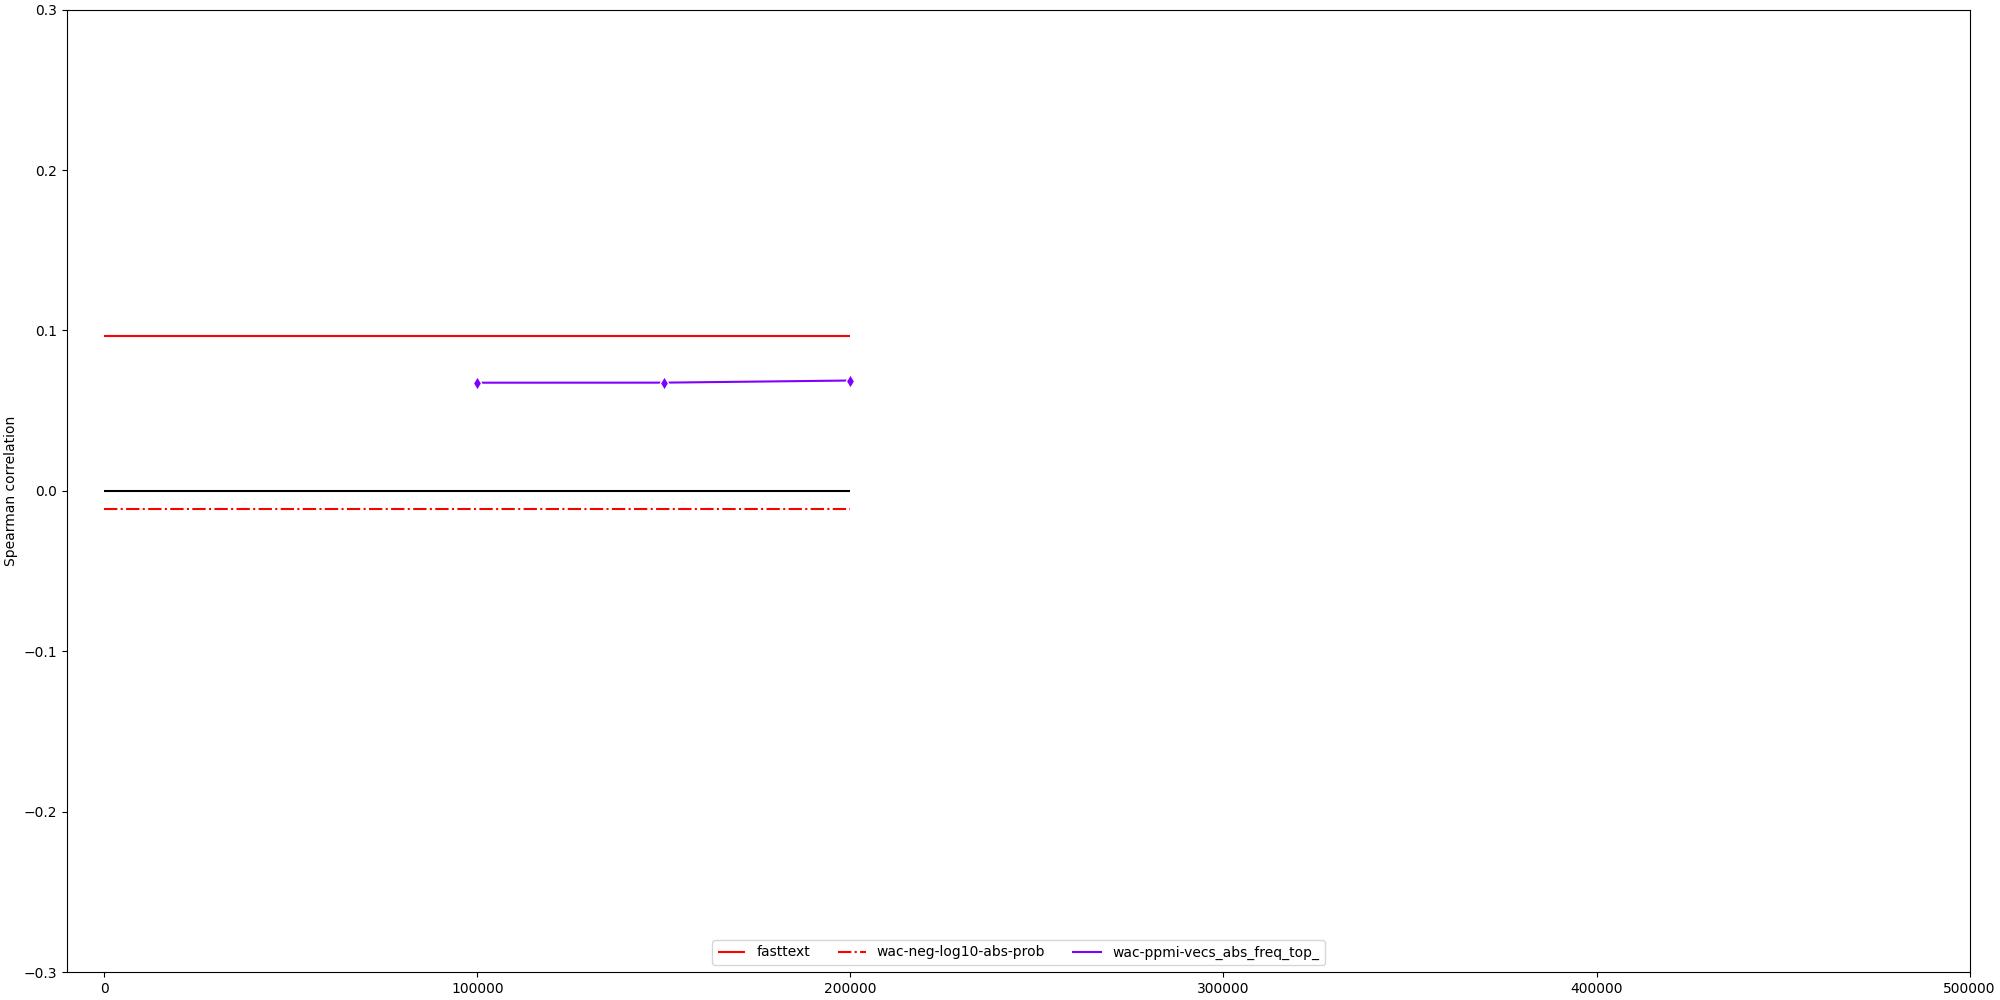 0.3
0.2
0.1
0.0
−0.1
−0.2
−0.3
Spearman correlation
fasttext wac-neg-log10-abs-prob wac-ppmi-vecs_abs_freq_top_
0 100000 200000 300000 400000 500000